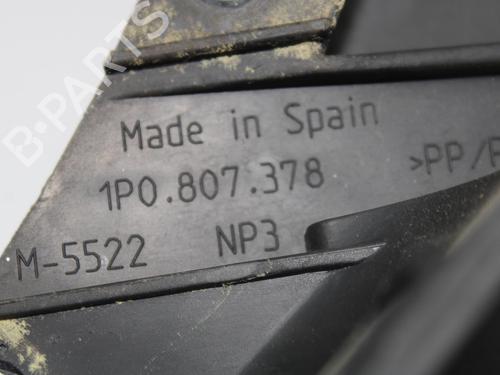 Made in Spain
1P0.807.378
>PP/
M-5522
NP3
B-PARTS